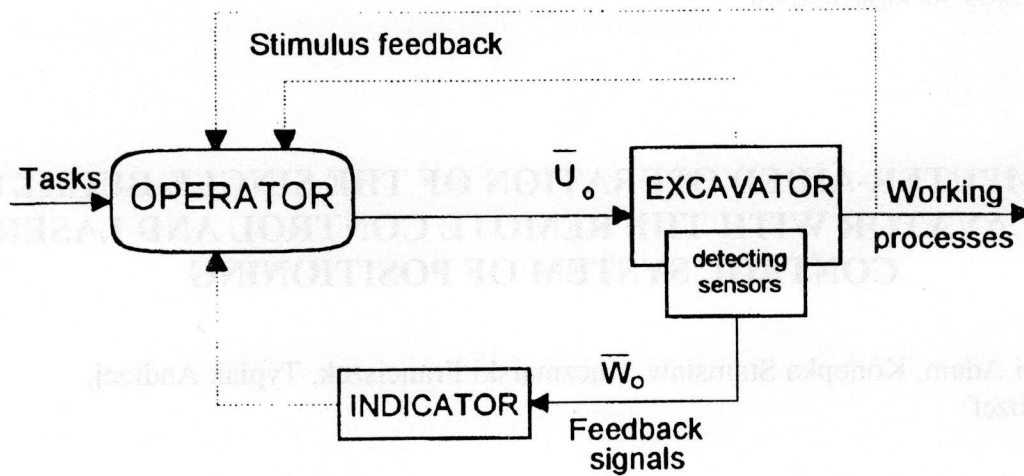 Stimulus feedback
Tasks
OPERATOR
U̅o
EXCAVATOR
Working
processes
detecting
sensors
W̅o
INDICATOR
Feedback
signals